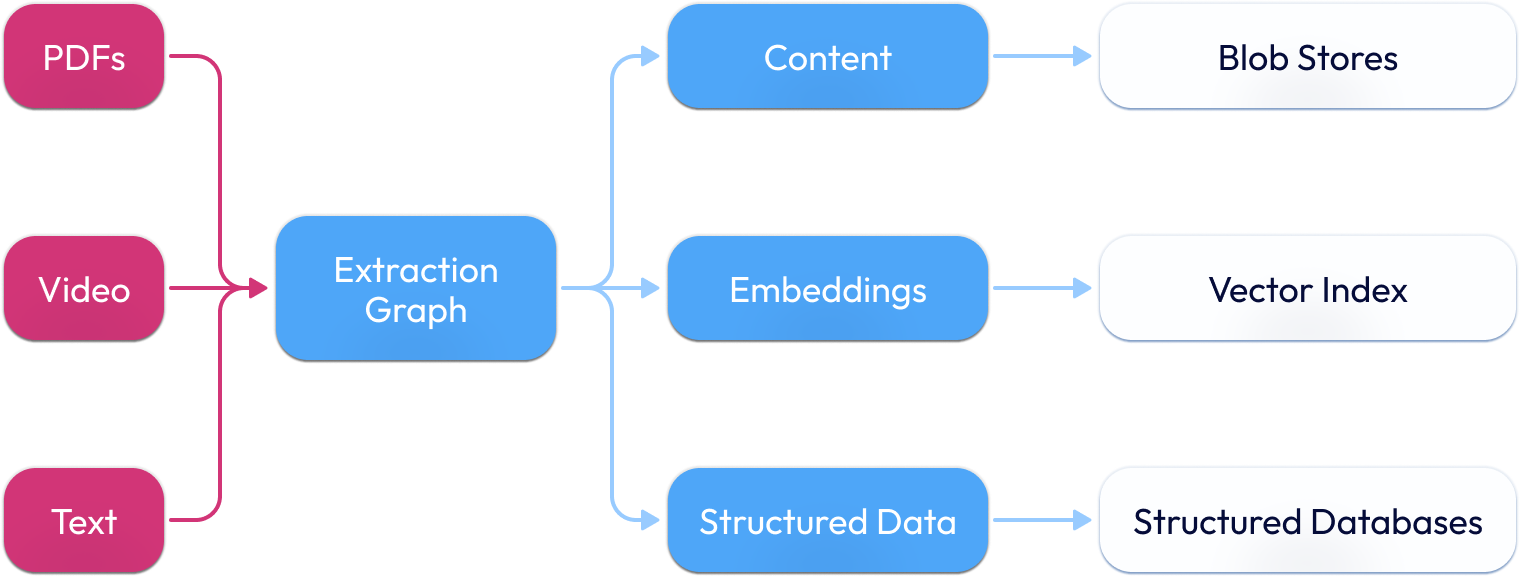 PDFs
Content
Blob Stores
Video
Extraction
Graph
Embeddings
Vector Index
Text
Structured Data
Structured Databases